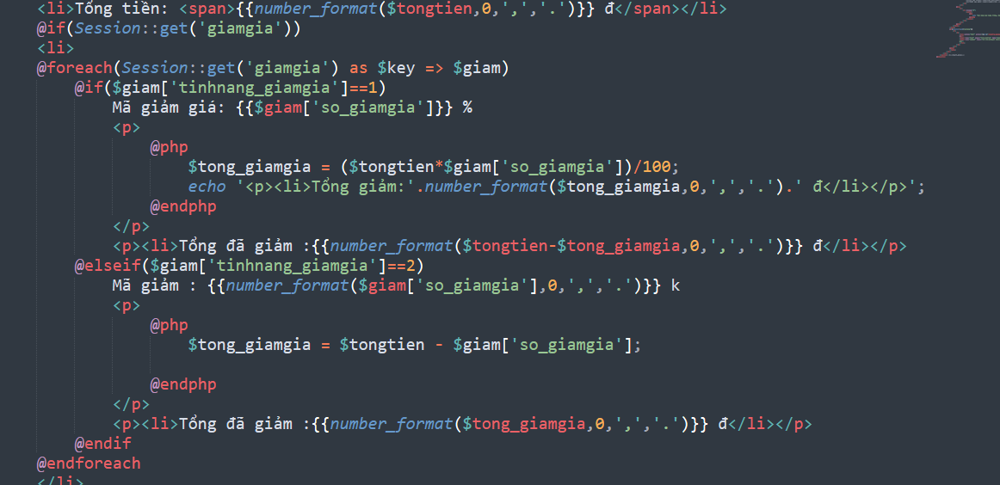 <li>Tổng tiền: <span>{{number_format($tongtien,0,',','.')}} đ</span></li>
@if(Session::get('giamgia'))
<li>
@foreach(Session::get('giamgia') as $key => $giam)
@if($giam['tinhnang_giamgia']==1)
Mã giảm giá: {{$giam['so_giamgia']}} %
<p>
@php
$tong_giamgia = ($tongtien*$giam['so_giamgia'])/100;
echo '<p><li>Tổng giảm:'.number_format($tong_giamgia,0,',','.').' đ</li></p>';
@endphp
</p>
<p><li>Tổng đã giảm :{{number_format($tongtien-$tong_giamgia,0,',','.')}} đ</li></p>
@elseif($giam['tinhnang_giamgia']==2)
Mã giảm : {{number_format($giam['so_giamgia'],0,',','.')}} k
<p>
@php
$tong_giamgia = $tongtien - $giam['so_giamgia'];
@endphp
</p>
<p><li>Tổng đã giảm :{{number_format($tong_giamgia,0,',','.')}} đ</li></p>
@endif
@endforeach
</li>